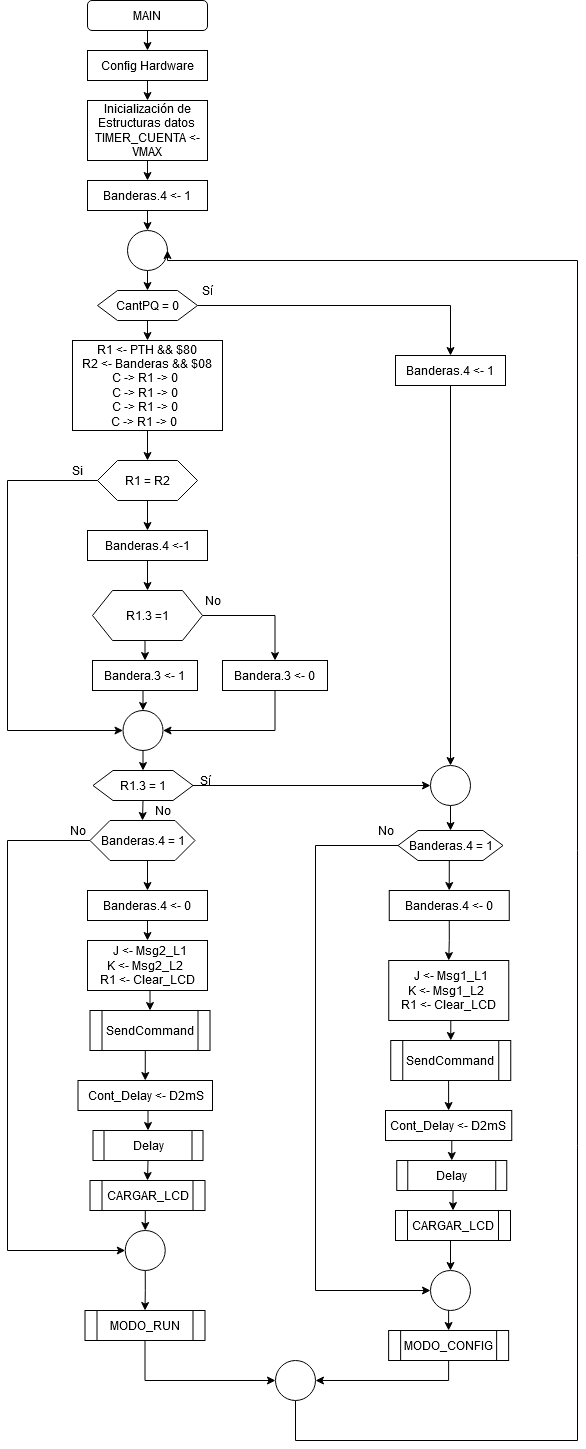 MAIN
Config Hardware
Inicialización de
Estructuras datos
TIMER_CUENTA <-
VMAX
Banderas.4 <- 1
CantPQ = 0
Sí
R1 <- PTH && $80
R2 <- Banderas && $08
C -> R1 -> 0
C -> R1 -> 0
C -> R1 -> 0
C -> R1 -> 0
Banderas.4 <- 1
Si
R1 = R2
Banderas.4 <-1
R1.3 =1
No
Bandera.3 <- 1
Bandera.3 <- 0
R1.3 = 1
Sí
No
No
Banderas.4 = 1
No
Banderas.4 = 1
Banderas.4 <- 0
Banderas.4 <- 0
J <- Msg2_L1
K <- Msg2_L2
R1 <- Clear_LCD
J <- Msg1_L1
K <- Msg1_L2
R1 <- Clear_LCD
SendCommand
SendCommand
Cont_Delay <- D2mS
Cont_Delay <- D2mS
Delay
Delay
CARGAR_LCD
CARGAR_LCD
MODO_RUN
MODO_CONFIG